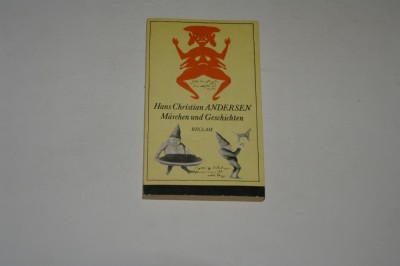 Hans Christian ANDERSEN
Märchen und Geschichten
RECLAM